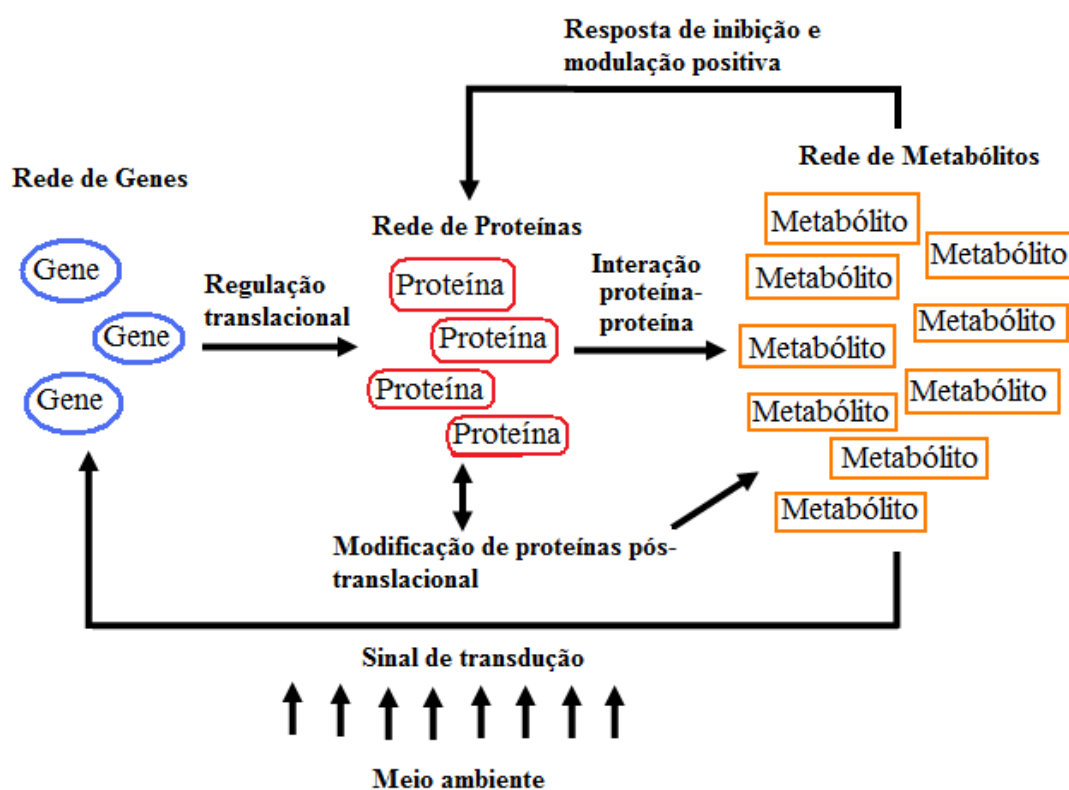 Resposta de inibição e
modulação positiva
Rede de Genes
Gene
Gene
Gene
Regulação
translacional
Rede de Proteínas
Proteína
Proteína
Proteína
Proteína
Interação
proteína-
proteína
Rede de Metabólitos
Metabólito
Metabólito
Metabólito
Metabólito
Metabólito
Metabólito
Metabólito
Metabólito
Metabólito
Modificação de proteínas pós-
translacional
Sinal de transdução
Meio ambiente